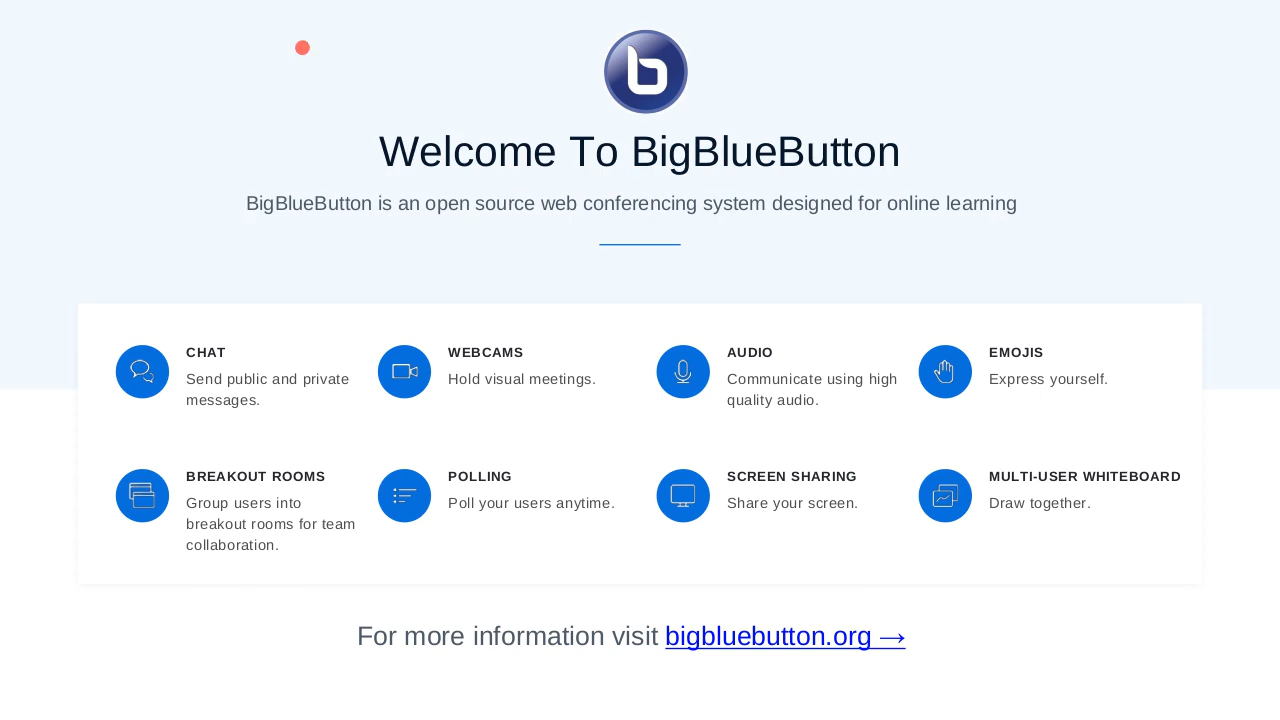 Welcome To BigBlueButton
BigBlueButton is an open source web conferencing system designed for online learning
CHAT
Send public and private
messages.
WEBCAMS
Hold visual meetings.
AUDIO
Communicate using high
quality audio.
EMOJIS
Express yourself.
BREAKOUT ROOMS
Group users into
breakout rooms for team
collaboration.
POLLING
Poll your users anytime.
SCREEN SHARING
Share your screen.
MULTI-USER WHITEBOARD
Draw together.
For more information visit bigbluebutton.org →